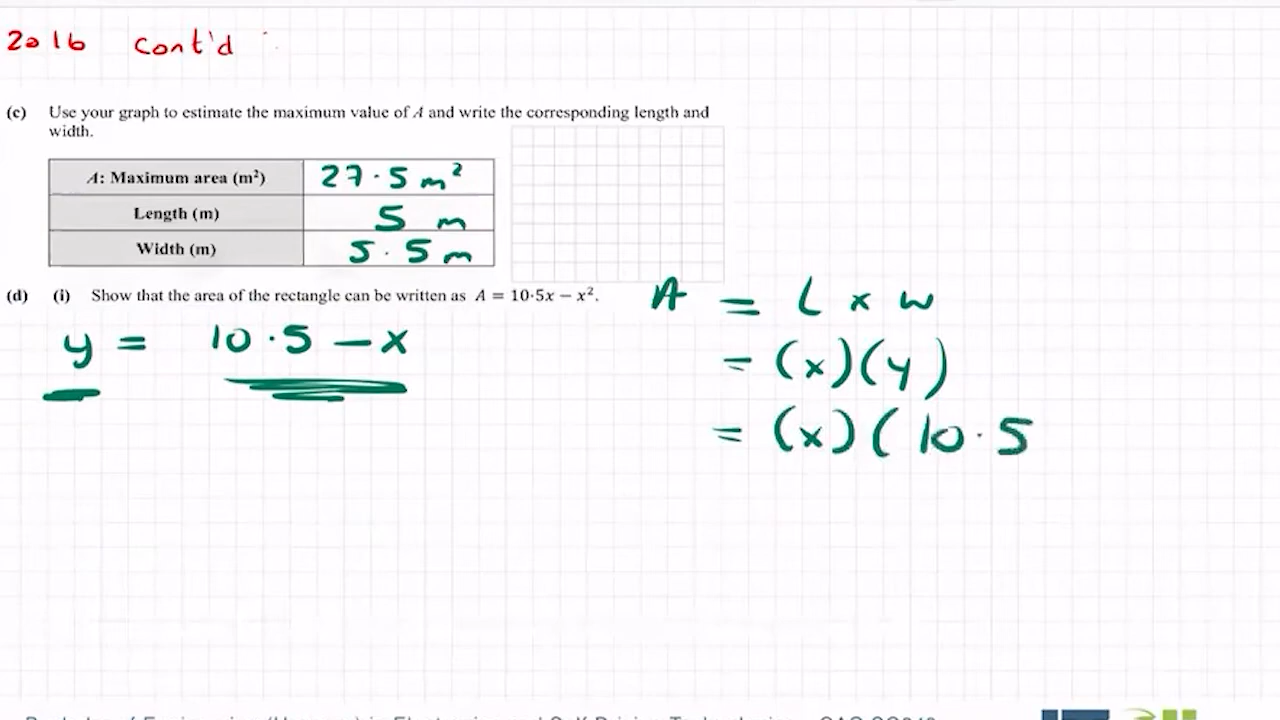 2016 Cont'd
(c) Use your graph to estimate the maximum value of A and write the corresponding length and
width.
A: Maximum area (m²) 27·5 m²
Length (m) 5 m
Width (m) 5·5 m
(d) (i) Show that the area of the rectangle can be written as A = 10·5x – x².
y = 10·5 – x
A = L x W
= (x)(y)
= (x)(10·5